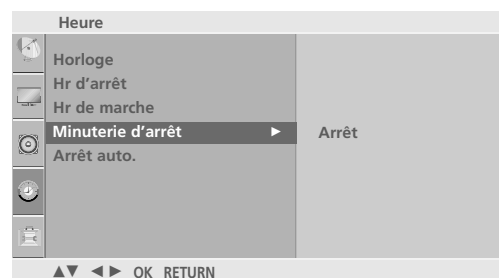 Heure
Horloge
Hr d’arrêt
Hr de marche
Minuterie d’arrêt ► Arrêt
Arrêt auto.
▲▼ ◄► OK RETURN